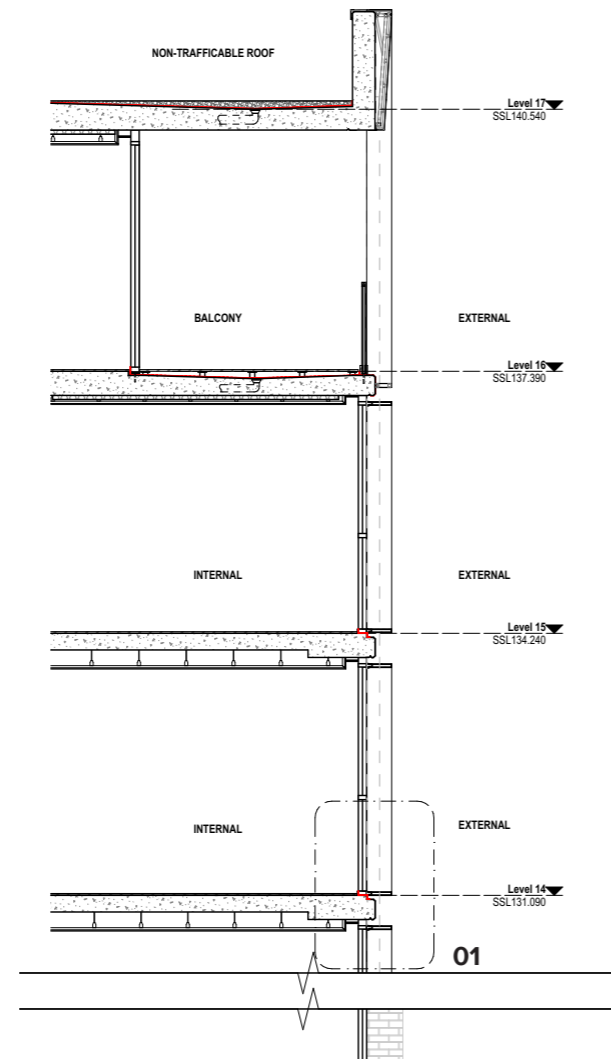 NON-TRAFFICABLE ROOF
Level 17
SSL140.540
BALCONY
EXTERNAL
Level 16
SSL137.390
INTERNAL
EXTERNAL
Level 15
SSL134.240
INTERNAL
EXTERNAL
Level 14
SSL131.090
01